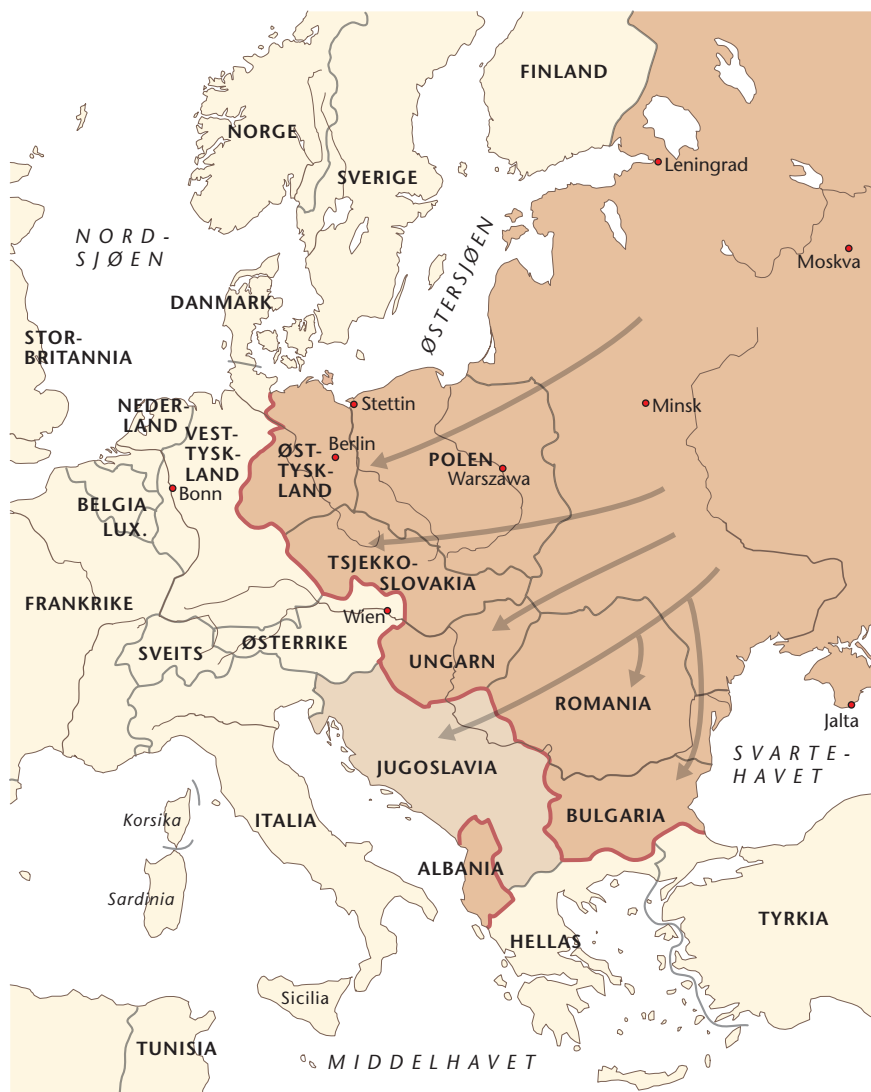 FINLAND
NORGE
Leningrad
SVERIGE
NORD-
SJØEN
Moskva
ØSTERSJØEN
DANMARK
STOR-
BRITANNIA
NEDER-
LAND
Stettin
Minsk
VEST-
TYSK-
LAND
Berlin
ØST-
TYSK-
LAND
POLEN
Warszawa
Bonn
BELGIA
LUX.
TSJEKKO-
SLOVAKIA
FRANKRIKE
Wien
SVEITS
ØSTERRIKE
UNGARN
ROMANIA
Jalta
SVARTE-
HAVET
JUGOSLAVIA
Korsika
ITALIA
BULGARIA
ALBANIA
Sardinia
TYRKIA
HELLAS
Sicilia
TUNISIA
MIDDELHAVET